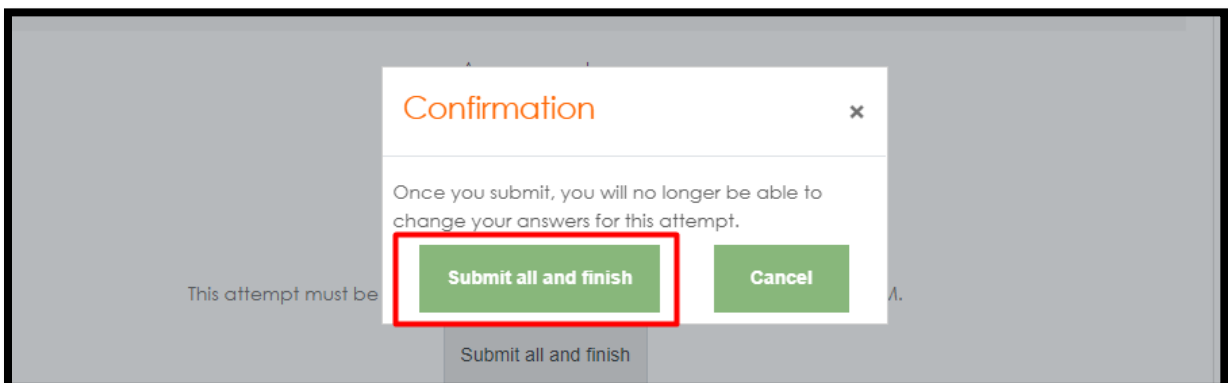 Confirmation ×
Once you submit, you will no longer be able to
change your answers for this attempt.
Submit all and finish Cancel
This attempt must be M.
Submit all and finish